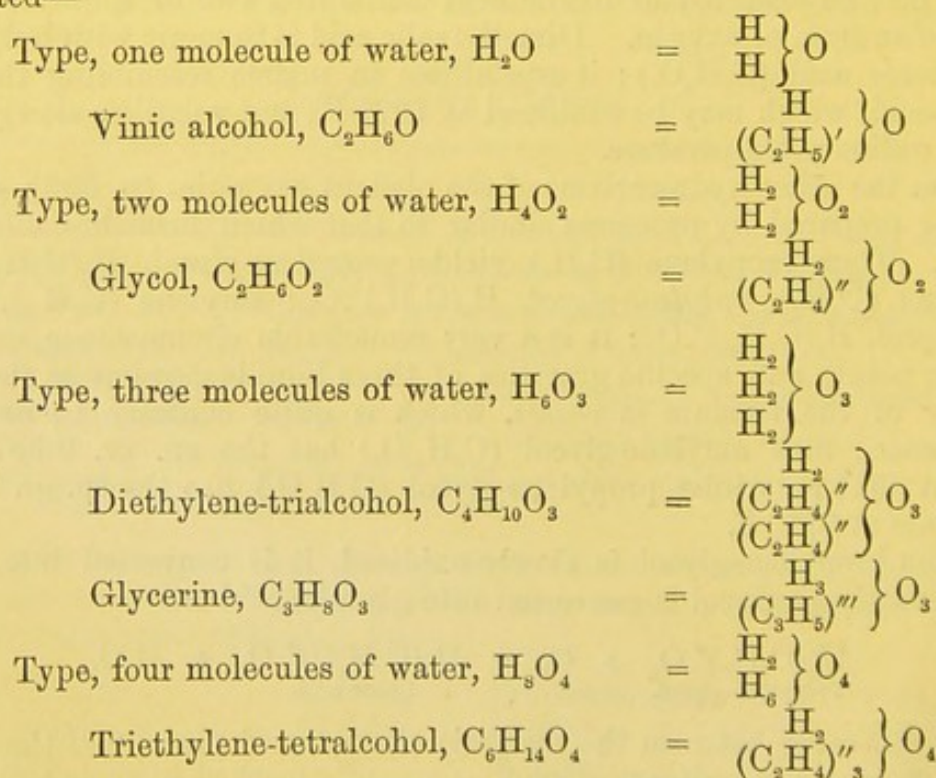 Type, one molecule of water, H₂O = H H } O
Vinic alcohol, C₂H₆O = H (C₂H₅)′ } O
Type, two molecules of water, H₄O₂ = H₂ H₂ } O₂
Glycol, C₂H₆O₂ = H₂ (C₂H₄)″ } O₂
Type, three molecules of water, H₆O₃ = H₂ H₂ H₂ } O₃
Diethylene-trialcohol, C₄H₁₀O₃ = H₂ (C₂H₄)″ (C₂H₄)″ } O₃
Glycerine, C₃H₈O₃ = H₃ (C₃H₅)‴ } O₃
Type, four molecules of water, H₈O₄ = H₂ H₆ } O₄
Triethylene-tetralcohol, C₆H₁₄O₄ = H₂ (C₂H₄)″₃ } O₄